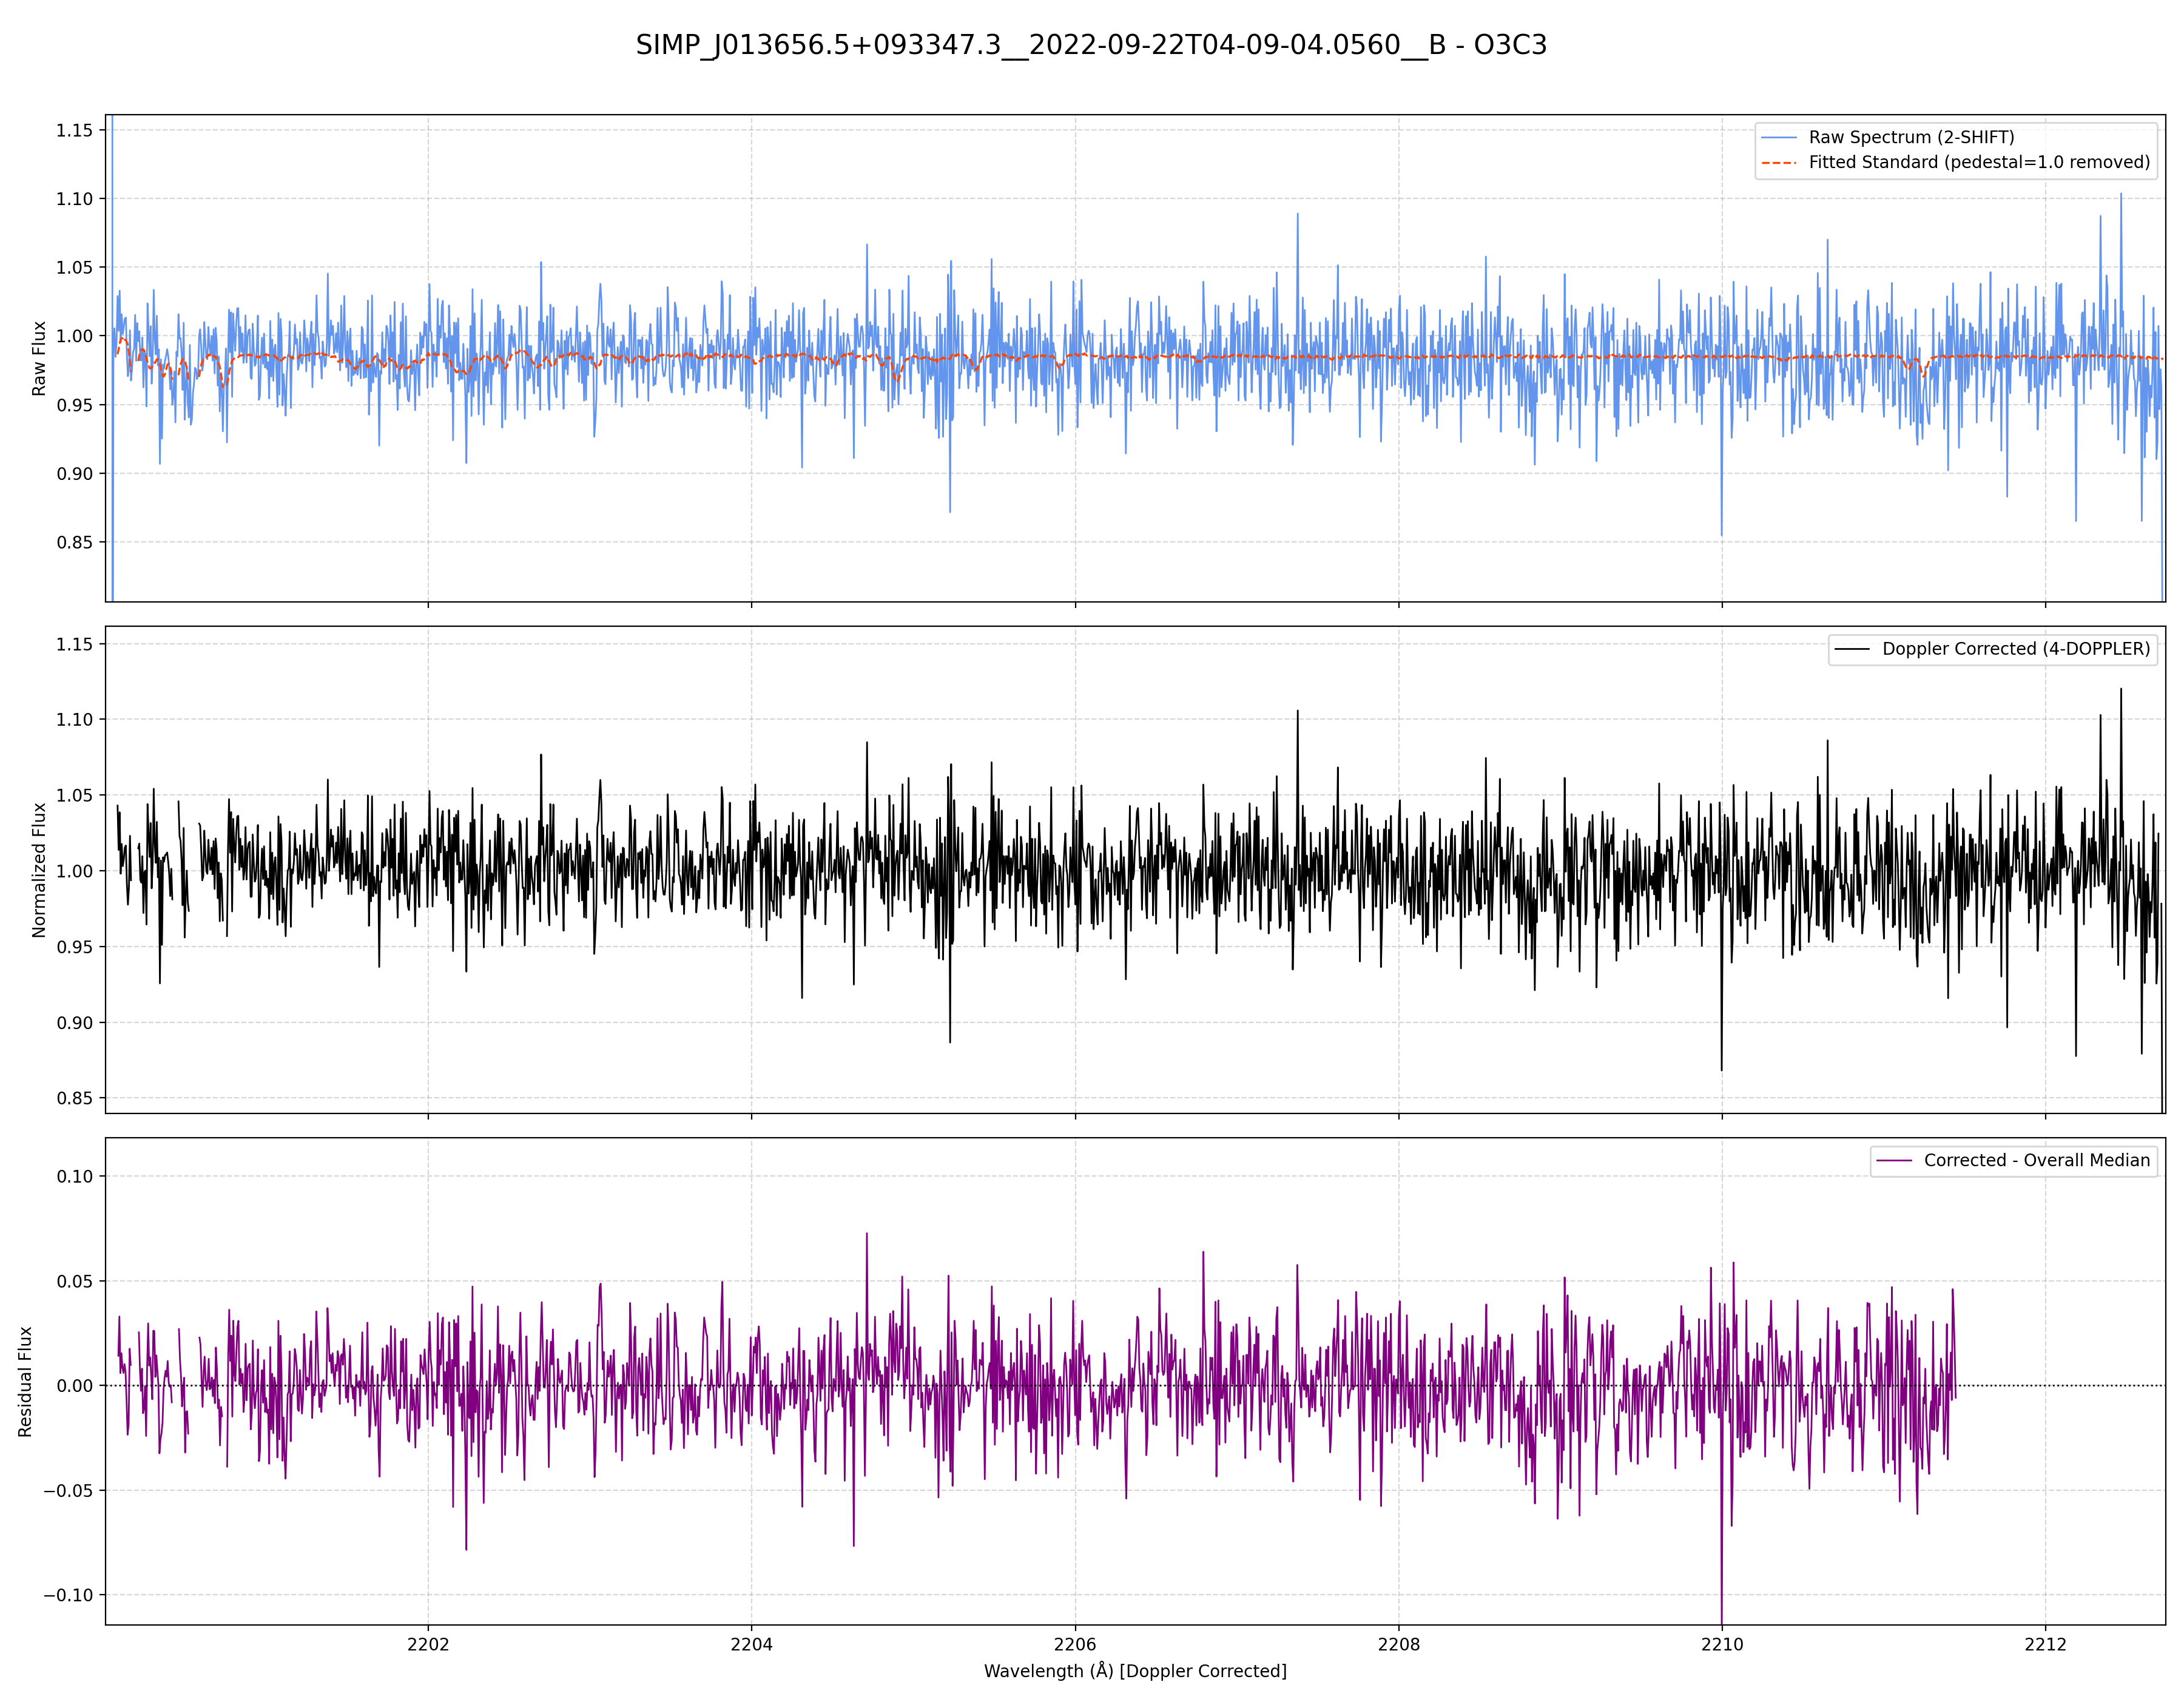 SIMP_J013656.5+093347.3__2022-09-22T04-09-04.0560__B - O3C3
Raw Spectrum (2-SHIFT)
Fitted Standard (pedestal=1.0 removed)
1.15
1.10
1.05
1.00
0.95
0.90
0.85
Raw Flux
Doppler Corrected (4-DOPPLER)
1.15
1.10
1.05
1.00
0.95
0.90
0.85
Normalized Flux
Corrected - Overall Median
0.10
0.05
0.00
−0.05
−0.10
Residual Flux
2202 2204 2206 2208 2210 2212
Wavelength (Å) [Doppler Corrected]